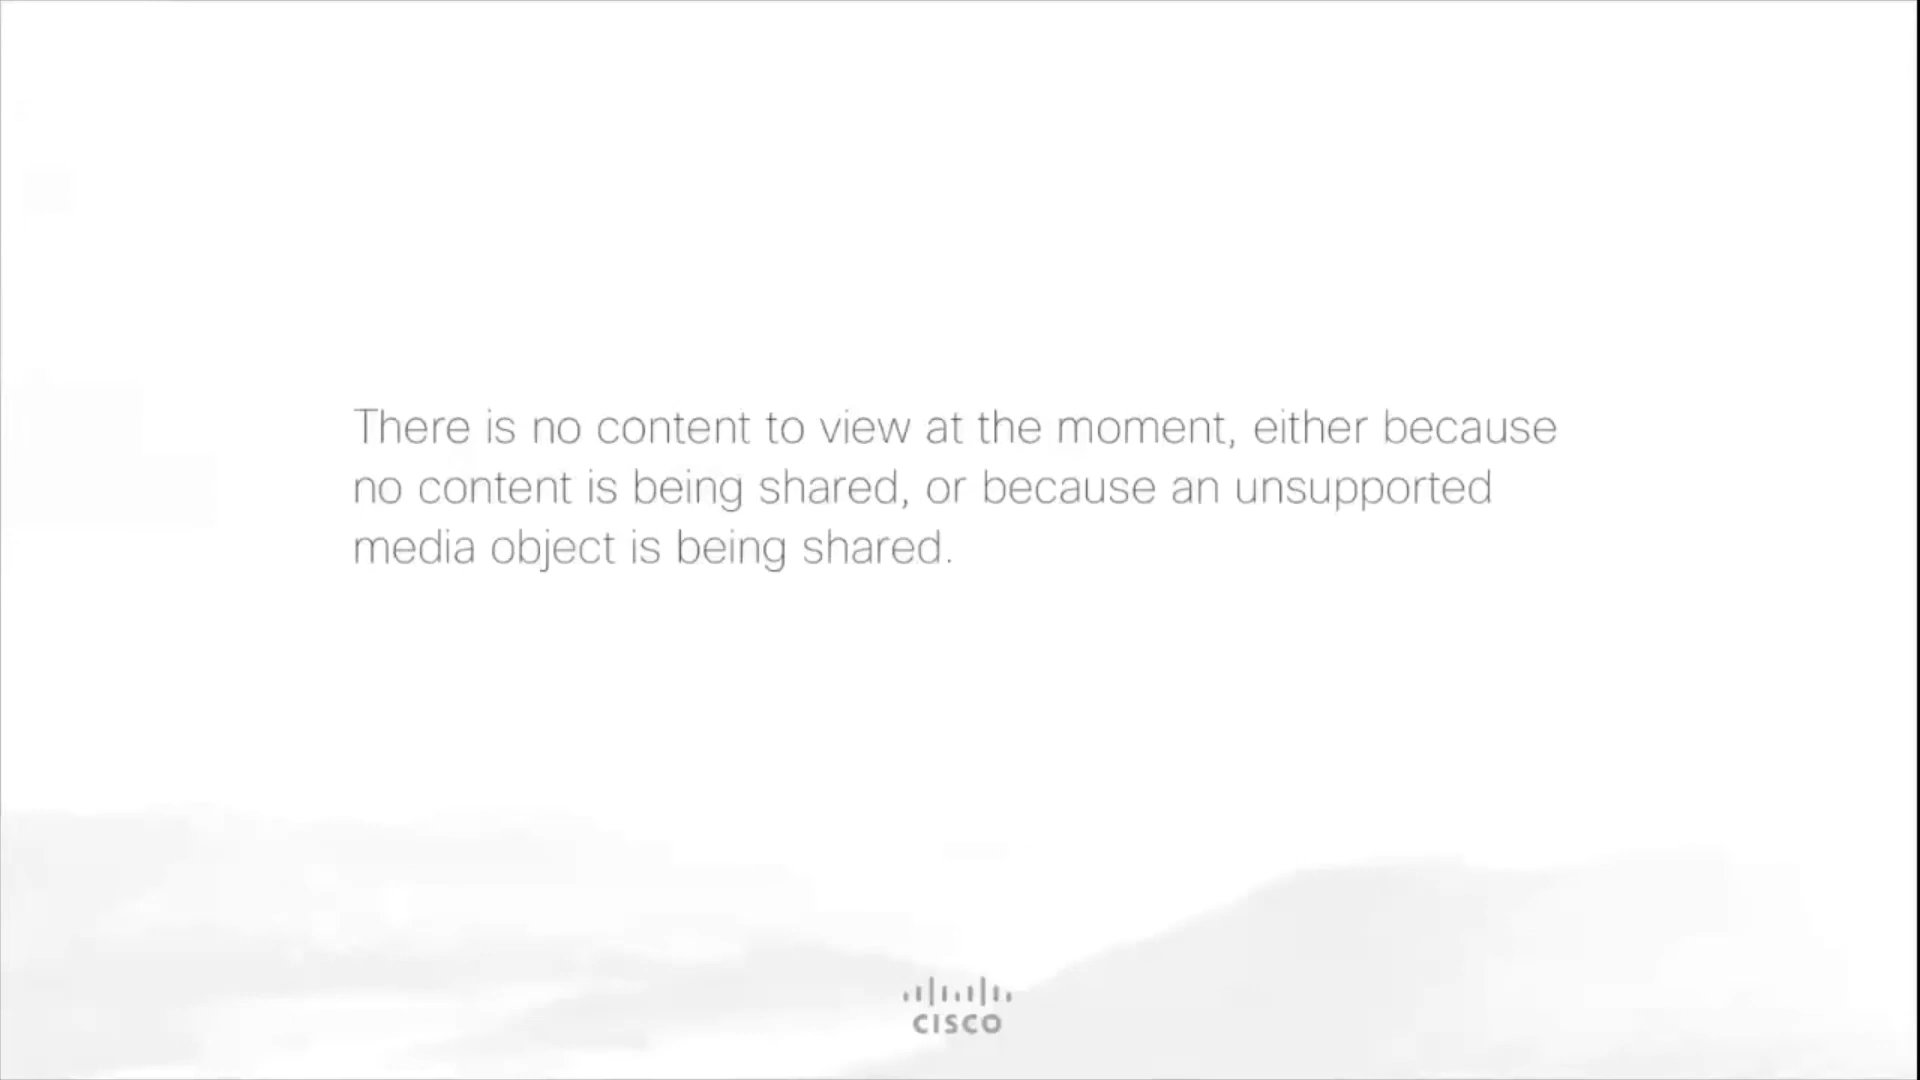 There is no content to view at the moment, either because
no content is being shared, or because an unsupported
media object is being shared.
CISCO